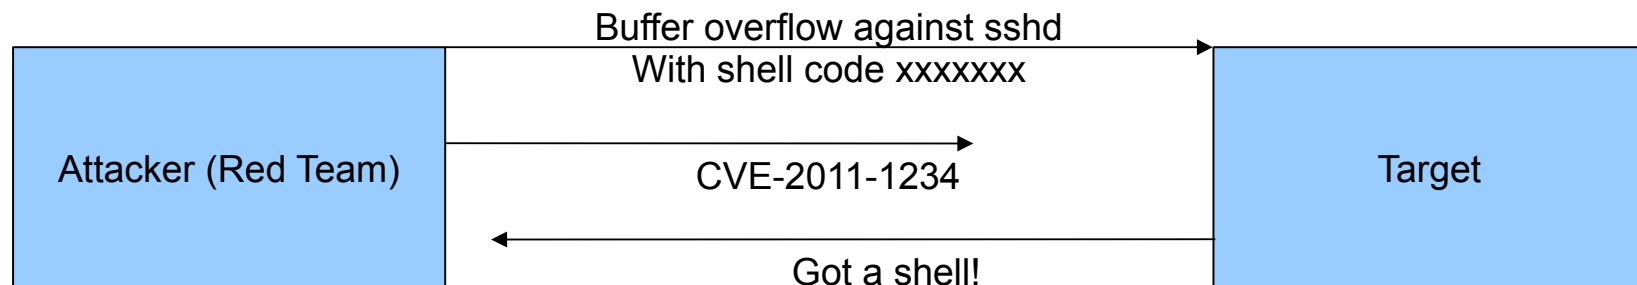 Buffer overflow against sshd
With shell code xxxxxxx
Attacker (Red Team)
CVE-2011-1234
Target
Got a shell!